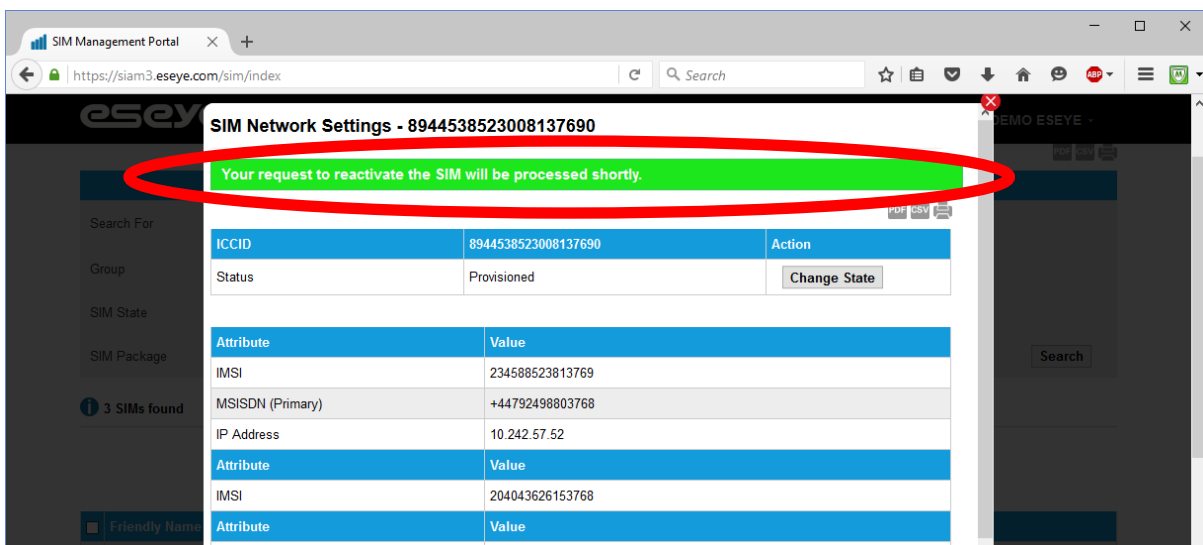 SIM Management Portal
https://siam3.eseye.com/sim/index
Search
ABP
DEMO ESEYE
SIM Network Settings - 8944538523008137690
Your request to reactivate the SIM will be processed shortly.
PDF CSV
PDF CSV
Search For
ICCID 8944538523008137690 Action
Group
Status Provisioned Change State
SIM State
Attribute Value
SIM Package Search
IMSI 234588523813769
MSISDN (Primary) +44792498803768
3 SIMs found
IP Address 10.242.57.52
Attribute Value
IMSI 204043626153768
Friendly Name
Attribute Value